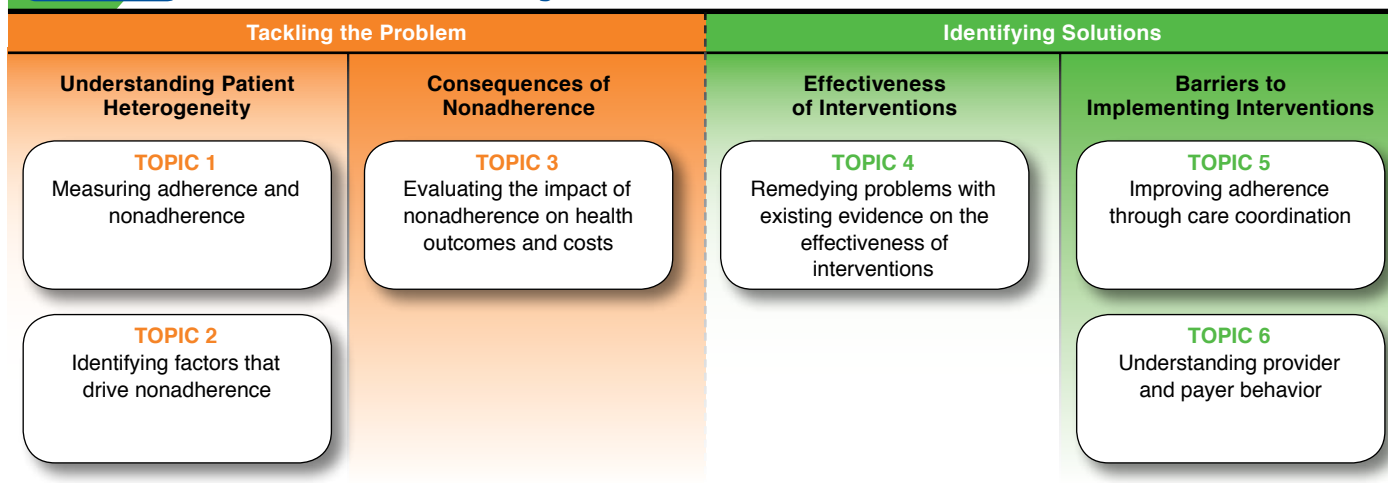 Tackling the Problem
Identifying Solutions
Understanding Patient
Heterogeneity
TOPIC 1
Measuring adherence and
nonadherence
TOPIC 2
Identifying factors that
drive nonadherence
Consequences of
Nonadherence
TOPIC 3
Evaluating the impact of
nonadherence on health
outcomes and costs
Effectiveness
of Interventions
TOPIC 4
Remedying problems with
existing evidence on the
effectiveness of
interventions
Barriers to
Implementing Interventions
TOPIC 5
Improving adherence
through care coordination
TOPIC 6
Understanding provider
and payer behavior